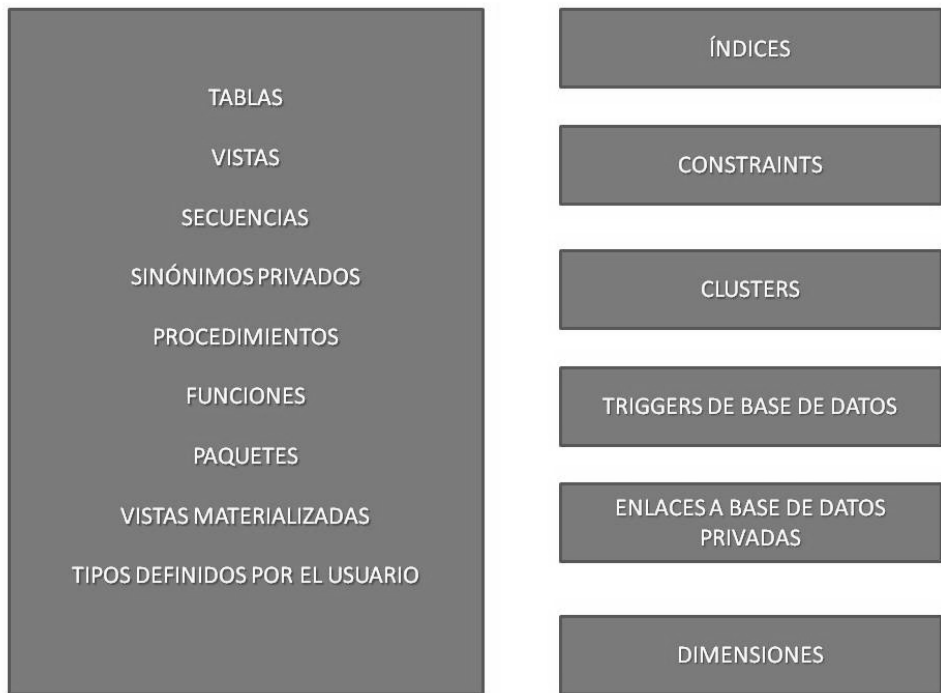 TABLAS
VISTAS
SECUENCIAS
SINÓNIMOS PRIVADOS
PROCEDIMIENTOS
FUNCIONES
PAQUETES
VISTAS MATERIALIZADAS
TIPOS DEFINIDOS POR EL USUARIO
ÍNDICES
CONSTRAINTS
CLUSTERS
TRIGGERS DE BASE DE DATOS
ENLACES A BASE DE DATOS
PRIVADAS
DIMENSIONES